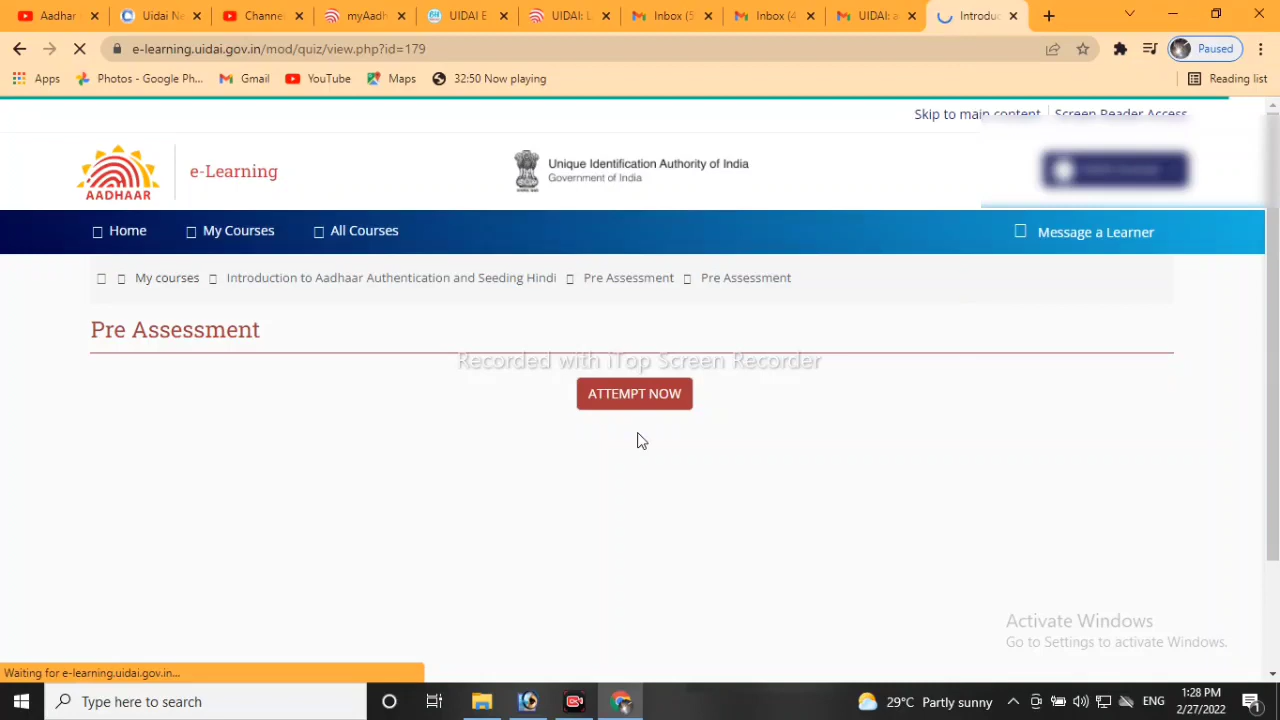 Aadhar
Uidai Ne
Channel
myAadh
UIDAI E
UIDAI: L
Inbox (5
Inbox (4
UIDAI: a
Introduc
e-learning.uidai.gov.in/mod/quiz/view.php?id=179
Paused
Apps
Photos - Google Ph...
Gmail
YouTube
Maps
32:50 Now playing
Reading list
Skip to main content
Screen Reader Access
AADHAAR
e-Learning
Unique Identification Authority of India
Government of India
Home
My Courses
All Courses
Message a Learner
My courses
Introduction to Aadhaar Authentication and Seeding Hindi
Pre Assessment
Pre Assessment
Pre Assessment
Recorded with iTop Screen Recorder
ATTEMPT NOW
Activate Windows
Go to Settings to activate Windows.
Waiting for e-learning.uidai.gov.in...
Type here to search
29°C Partly sunny
ENG
1:28 PM
2/27/2022
1